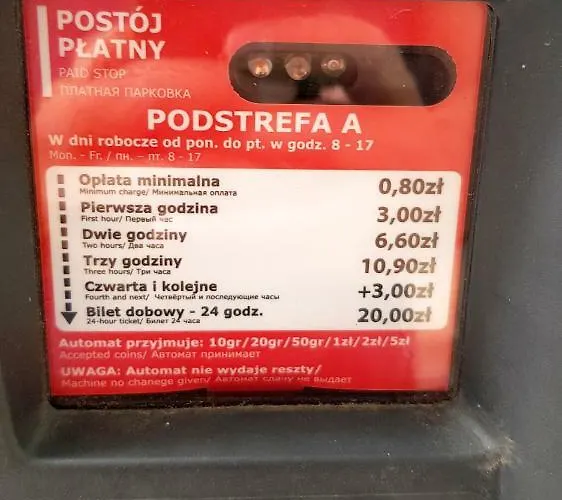 POSTÓJ
PŁATNY
PAID STOP
ПЛАТНАЯ ПАРКОВКА
PODSTREFA A
W dni robocze od pon. do pt. w godz. 8 - 17
Mon. - Fr. / пн. – пт. 8 - 17
Opłata minimalna 0,80zł
Minimum charge/ Минимальная оплата
Pierwsza godzina 3,00zł
First hour/ Первый час
Dwie godziny 6,60zł
Two hours/ Два часа
Trzy godziny 10,90zł
Three hours/ Три часа
Czwarta i kolejne +3,00zł
Fourth and next/ Четвёртый и последующие часы
Bilet dobowy - 24 godz. 20,00zł
24-hour ticket/ Билет 24 часа
Automat przyjmuje: 10gr/20gr/50gr/1zł/2zł/5zł
Accepted coins/ Автомат принимает
UWAGA: Automat nie wydaje reszty/
Machine no chanege given/ Автомат сдачу не выдает